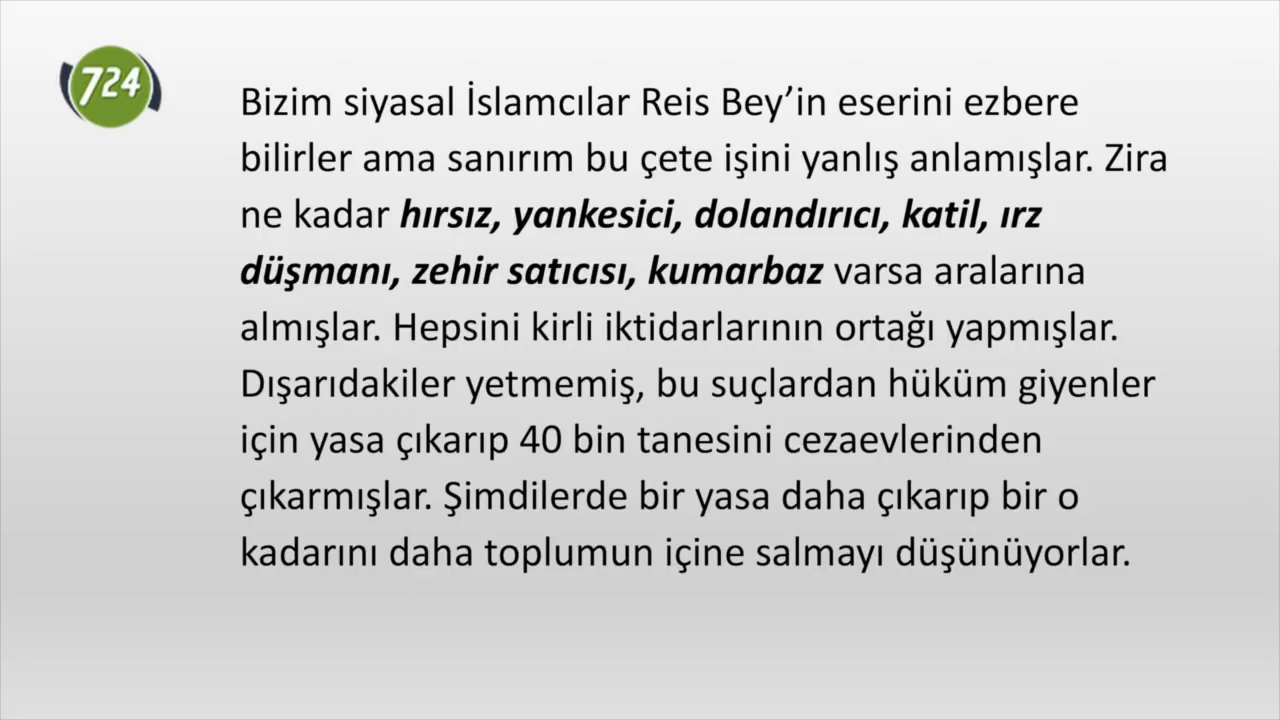 724
Bizim siyasal İslamcılar Reis Bey’in eserini ezbere
bilirler ama sanırım bu çete işini yanlış anlamışlar. Zira
ne kadar hırsız, yankesici, dolandırıcı, katil, ırz
düşmanı, zehir satıcısı, kumarbaz varsa aralarına
almışlar. Hepsini kirli iktidarlarının ortağı yapmışlar.
Dışarıdakiler yetmemiş, bu suçlardan hüküm giyenler
için yasa çıkarıp 40 bin tanesini cezaevlerinden
çıkarmışlar. Şimdilerde bir yasa daha çıkarıp bir o
kadarını daha toplumun içine salmayı düşünüyorlar.